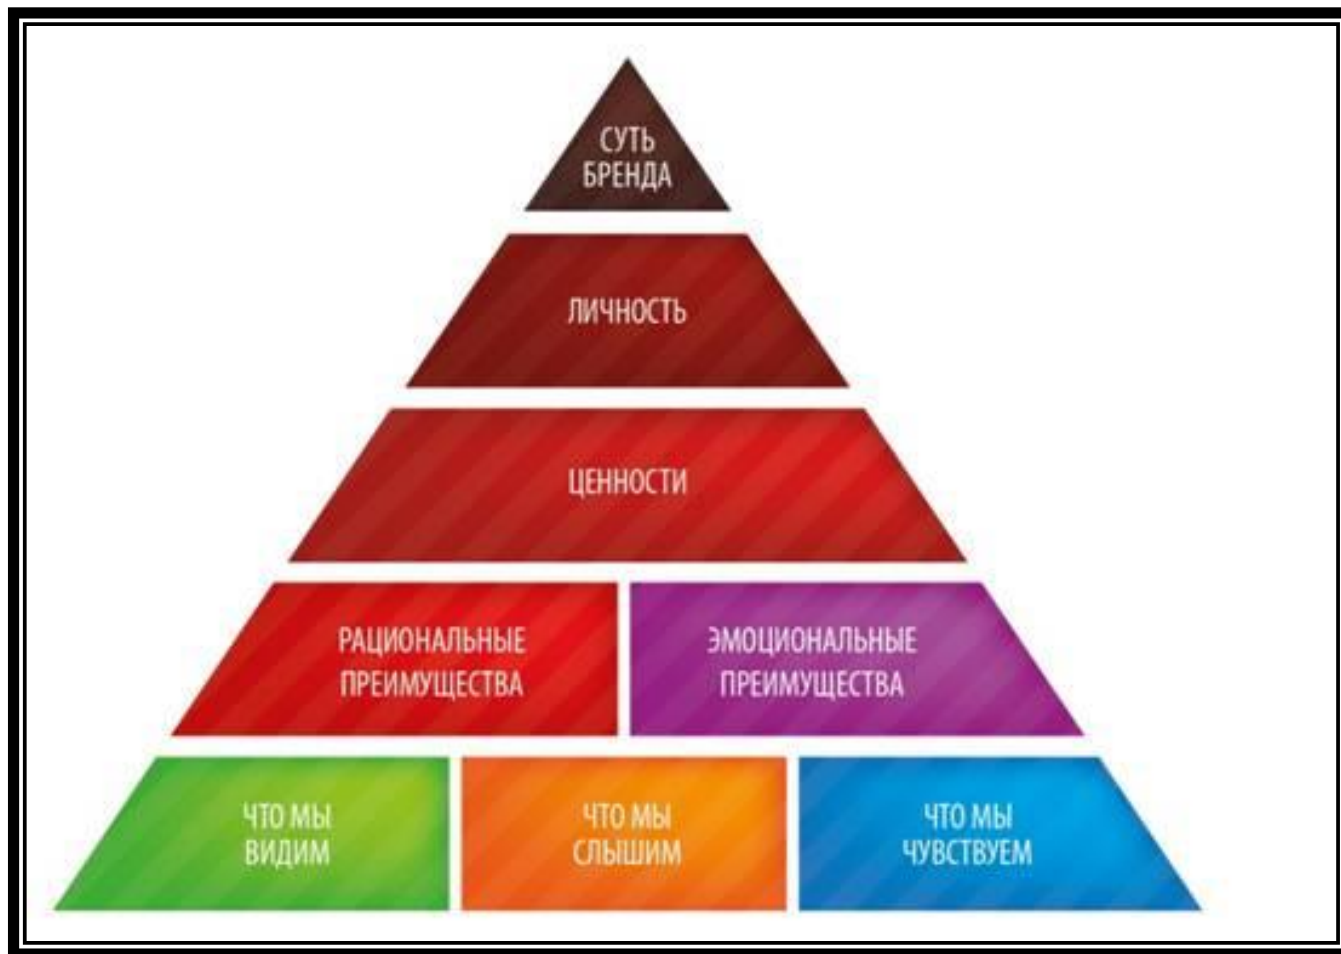 СУТЬ
БРЕНДА
ЛИЧНОСТЬ
ЦЕННОСТИ
РАЦИОНАЛЬНЫЕ
ПРЕИМУЩЕСТВА
ЭМОЦИОНАЛЬНЫЕ
ПРЕИМУЩЕСТВА
ЧТО МЫ
ВИДИМ
ЧТО МЫ
СЛЫШИМ
ЧТО МЫ
ЧУВСТВУЕМ